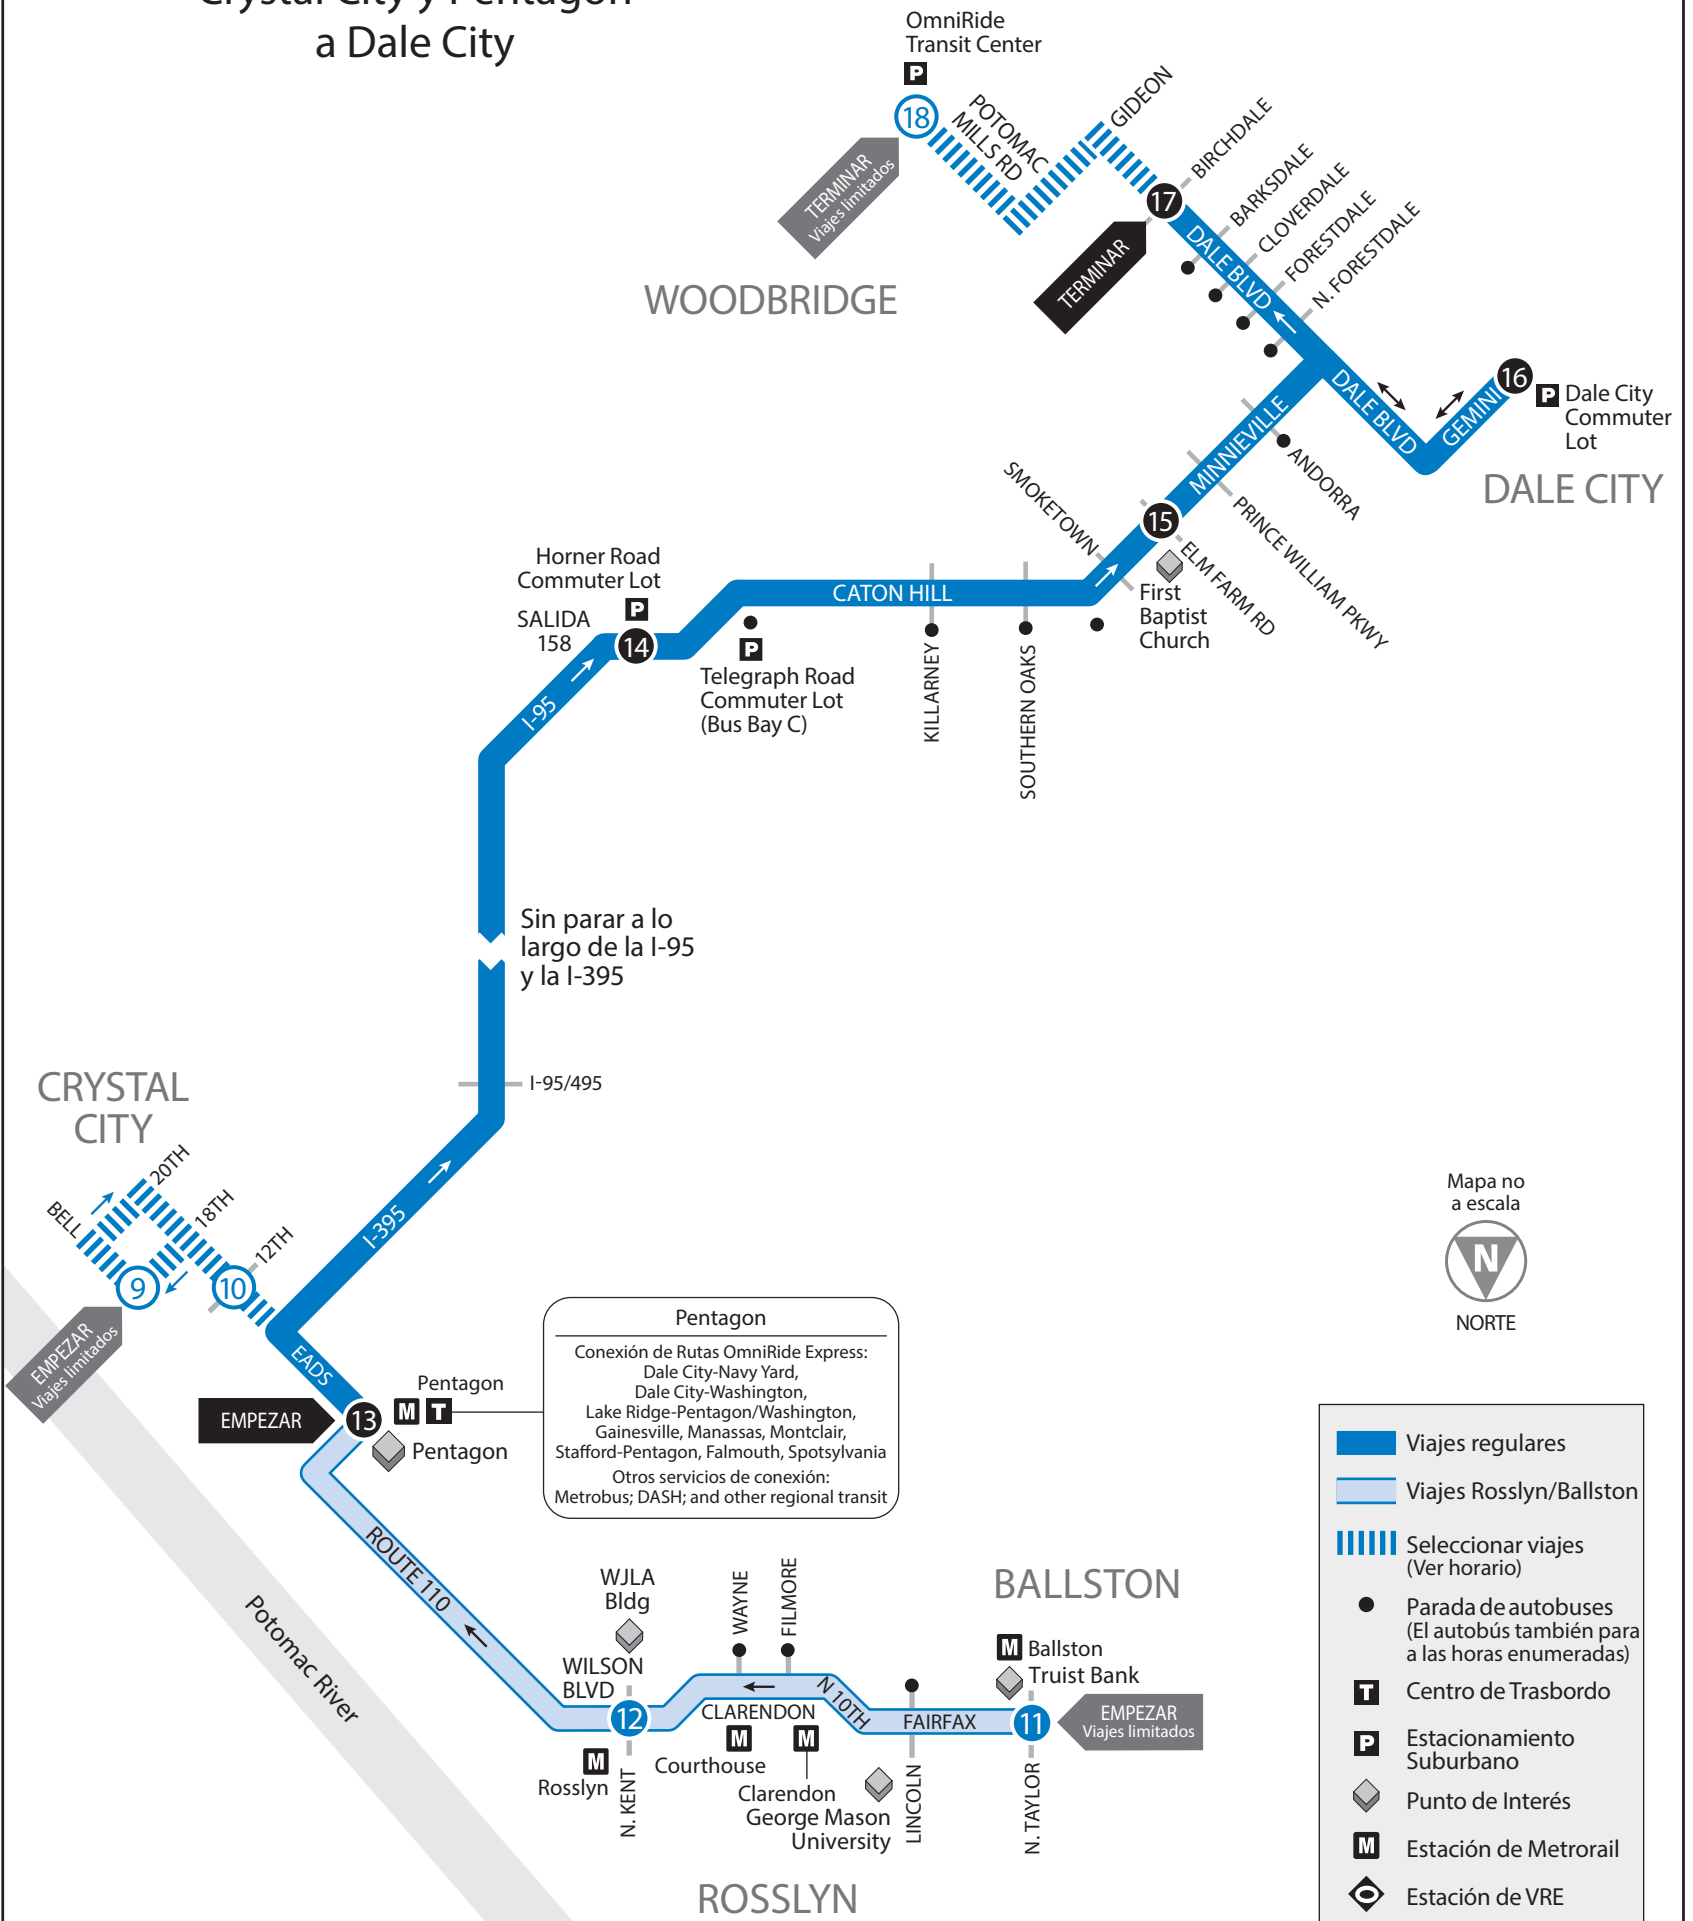 Crystal City y Pentagon
a Dale City
OmniRide
Transit Center
P
18
TERMINAR
Viajes limitados
POTOMAC
MILLS RD
GIDEON
17
BIRCHDALE
BARKSDALE
CLOVERDALE
FORESTDALE
N. FORESTDALE
TERMINAR
DALE BLVD
WOODBRIDGE
DALE BLVD
GEMINI
16
P
Dale City
Commuter
Lot
DALE CITY
MINNIEVILLE
ANDORRA
PRINCE WILLIAM PKWY
SMOKETOWN
15
ELM FARM RD
First
Baptist
Church
Horner Road
Commuter Lot
P
SALIDA
158
14
CATON HILL
P
Telegraph Road
Commuter Lot
(Bus Bay C)
KILLARNEY
SOUTHERN OAKS
I-95
Sin parar a lo
largo de la I-95
y la I-395
I-95/495
CRYSTAL
CITY
20TH
18TH
12TH
BELL
9
10
EMPEZAR
Viajes limitados
I-395
EADS
EMPEZAR
13
Pentagon
M
T
Pentagon
Pentagon
Conexión de Rutas OmniRide Express:
Dale City-Navy Yard,
Dale City-Washington,
Lake Ridge-Pentagon/Washington,
Gainesville, Manassas, Montclair,
Stafford-Pentagon, Falmouth, Spotsylvania
Otros servicios de conexión:
Metrobus; DASH; and other regional transit
Mapa no
a escala
N
NORTE
ROUTE 110
Potomac River
WJLA
Bldg
WILSON
BLVD
12
M
Rosslyn
N. KENT
WAYNE
FILMORE
CLARENDON
M
Courthouse
M
Clarendon
N 10TH
George Mason
University
LINCOLN
FAIRFAX
BALLSTON
M
Ballston
Truist Bank
11
EMPEZAR
Viajes limitados
N. TAYLOR
ROSSLYN
Viajes regulares
Viajes Rosslyn/Ballston
Seleccionar viajes
(Ver horario)
Parada de autobuses
(El autobús también para
a las horas enumeradas)
T
Centro de Trasbordo
P
Estacionamiento
Suburbano
Punto de Interés
M
Estación de Metrorail
Estación de VRE